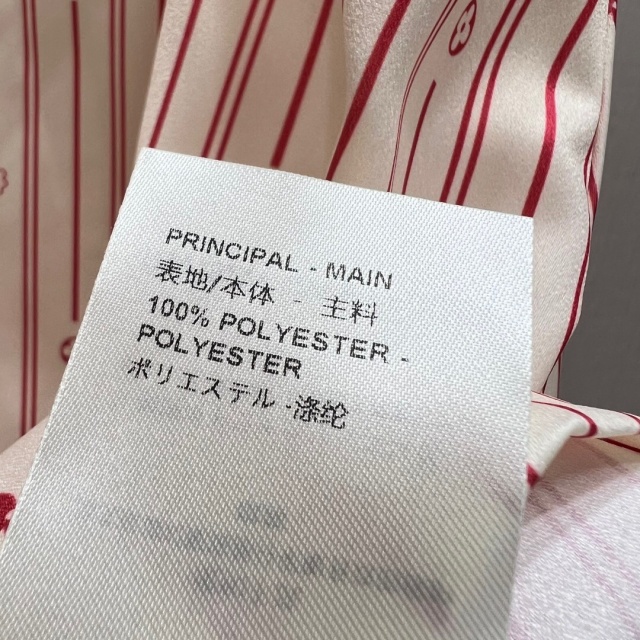 PRINCIPAL - MAIN
表地/本体 - 主料
100% POLYESTER -
POLYESTER
ポリエステル -涤纶